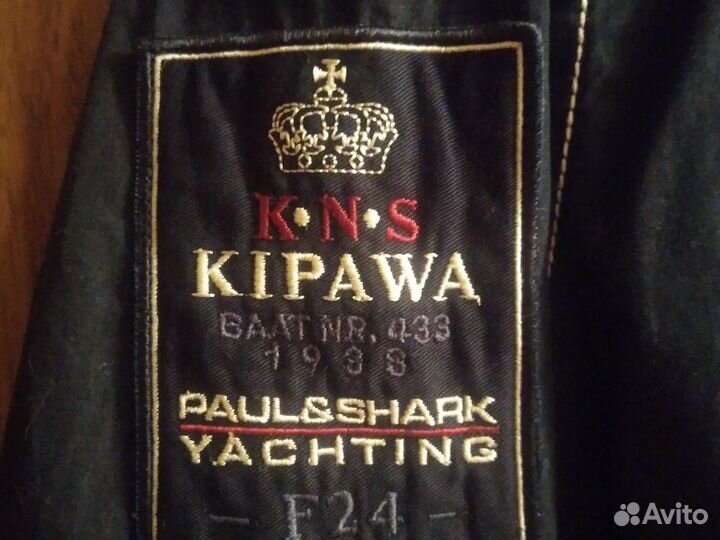 K·N·S
KIPAWA
BAAT NR. 433
1938
PAUL&SHARK
YACHTING
- F24 -
Avito